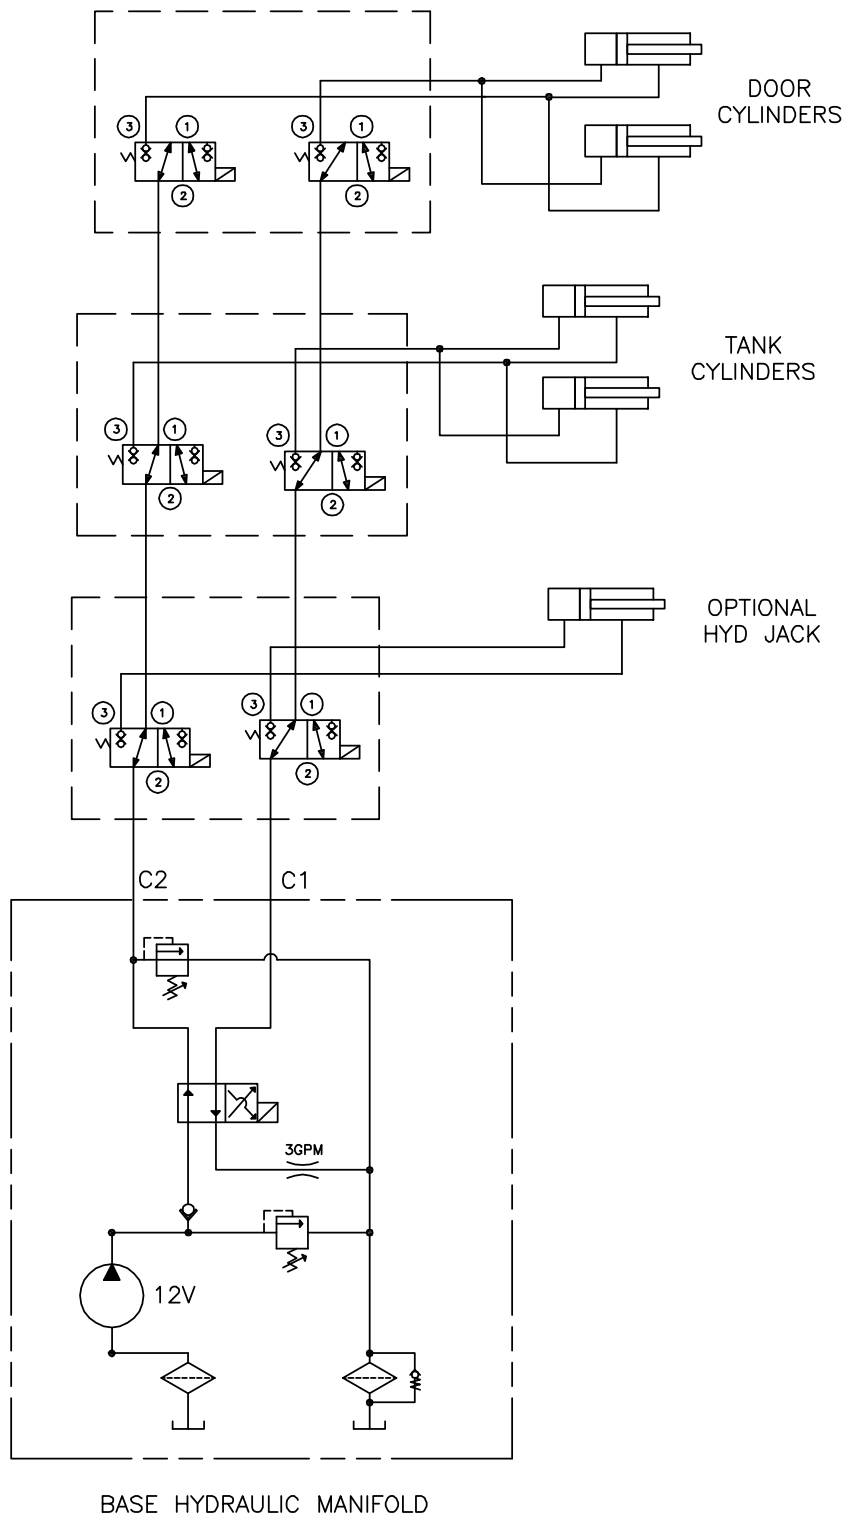 DOOR
CYLINDERS
3
1
3
1
2
2
TANK
CYLINDERS
3
1
3
1
2
2
OPTIONAL
HYD JACK
3
1
3
1
2
2
C2
C1
3GPM
12V
BASE HYDRAULIC MANIFOLD